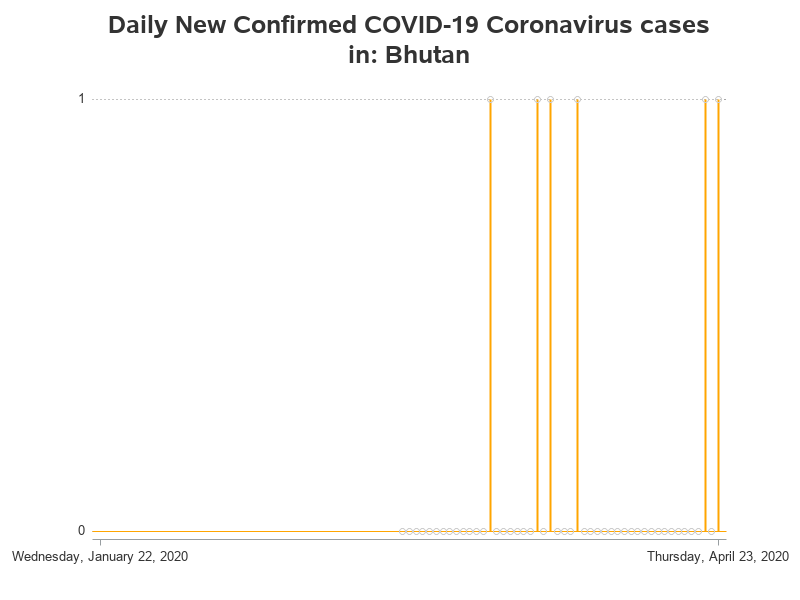 Daily New Confirmed COVID-19 Coronavirus cases
in: Bhutan
1
0
Wednesday, January 22, 2020
Thursday, April 23, 2020